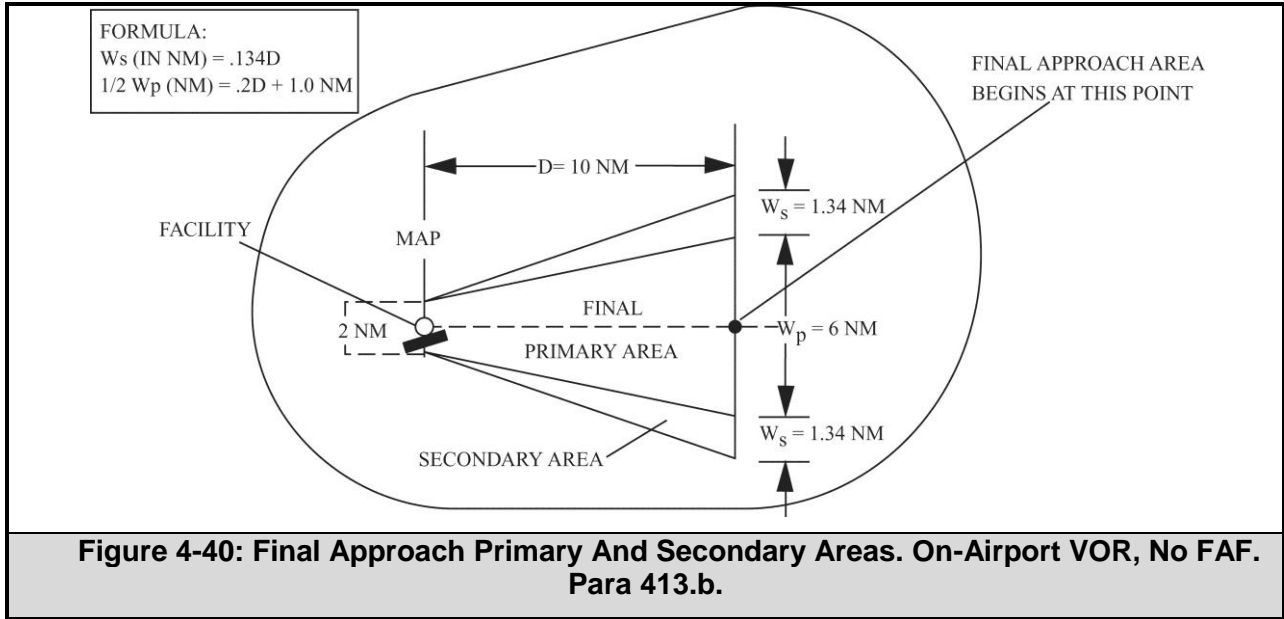 FORMULA:
Ws (IN NM) = .134D
1/2 Wp (NM) = .2D + 1.0 NM
FINAL APPROACH AREA
BEGINS AT THIS POINT
D= 10 NM
Ws = 1.34 NM
FACILITY
MAP
FINAL
2 NM
Wp = 6 NM
PRIMARY AREA
Ws = 1.34 NM
SECONDARY AREA
Figure 4-40: Final Approach Primary And Secondary Areas. On-Airport VOR, No FAF.
Para 413.b.